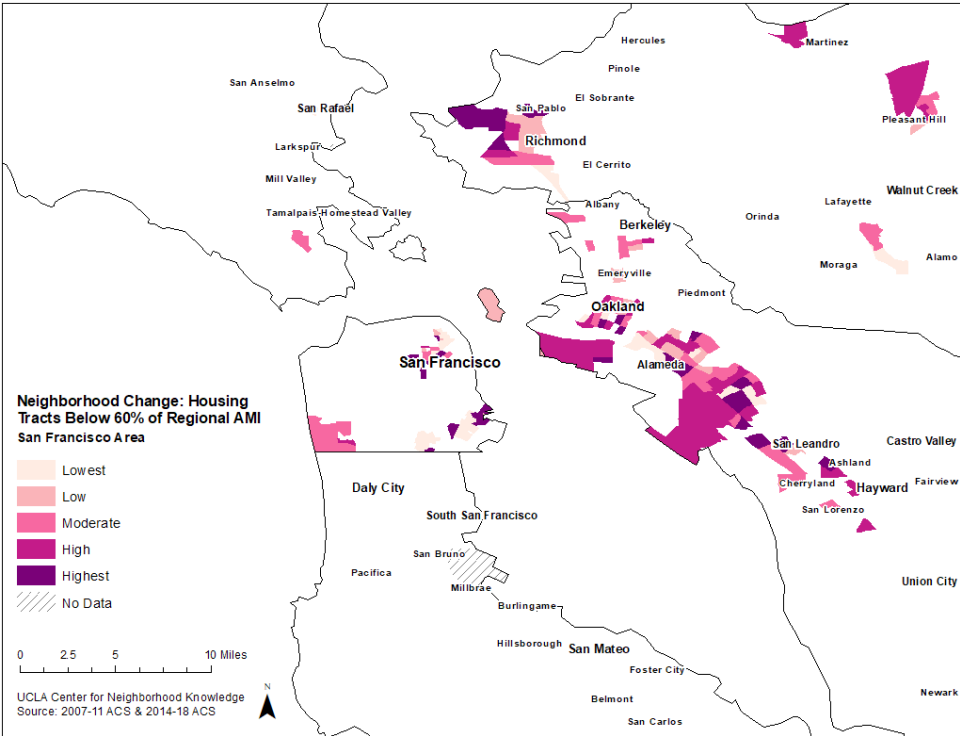 Hercules
Martinez
Pinole
San Anselmo
El Sobrante
San Rafael
San Pablo
Pleasant Hill
Richmond
Larkspur
El Cerrito
Mill Valley
Walnut Creek
Albany
Lafayette
Tamalpais-Homestead Valley
Orinda
Berkeley
Alamo
Moraga
Emeryville
Piedmont
Oakland
San Francisco
Alameda
Neighborhood Change: Housing
Tracts Below 60% of Regional AMI
San Francisco Area
San Leandro
Castro Valley
Lowest
Ashland
Low
Daly City
Cherryland
Hayward
Fairview
San Lorenzo
South San Francisco
Moderate
High
San Bruno
Pacifica
Highest
Union City
Millbrae
No Data
Burlingame
Hillsborough
San Mateo
0 2.5 5 10 Miles
Foster City
N
Newark
UCLA Center for Neighborhood Knowledge
Belmont
Source: 2007-11 ACS & 2014-18 ACS
San Carlos